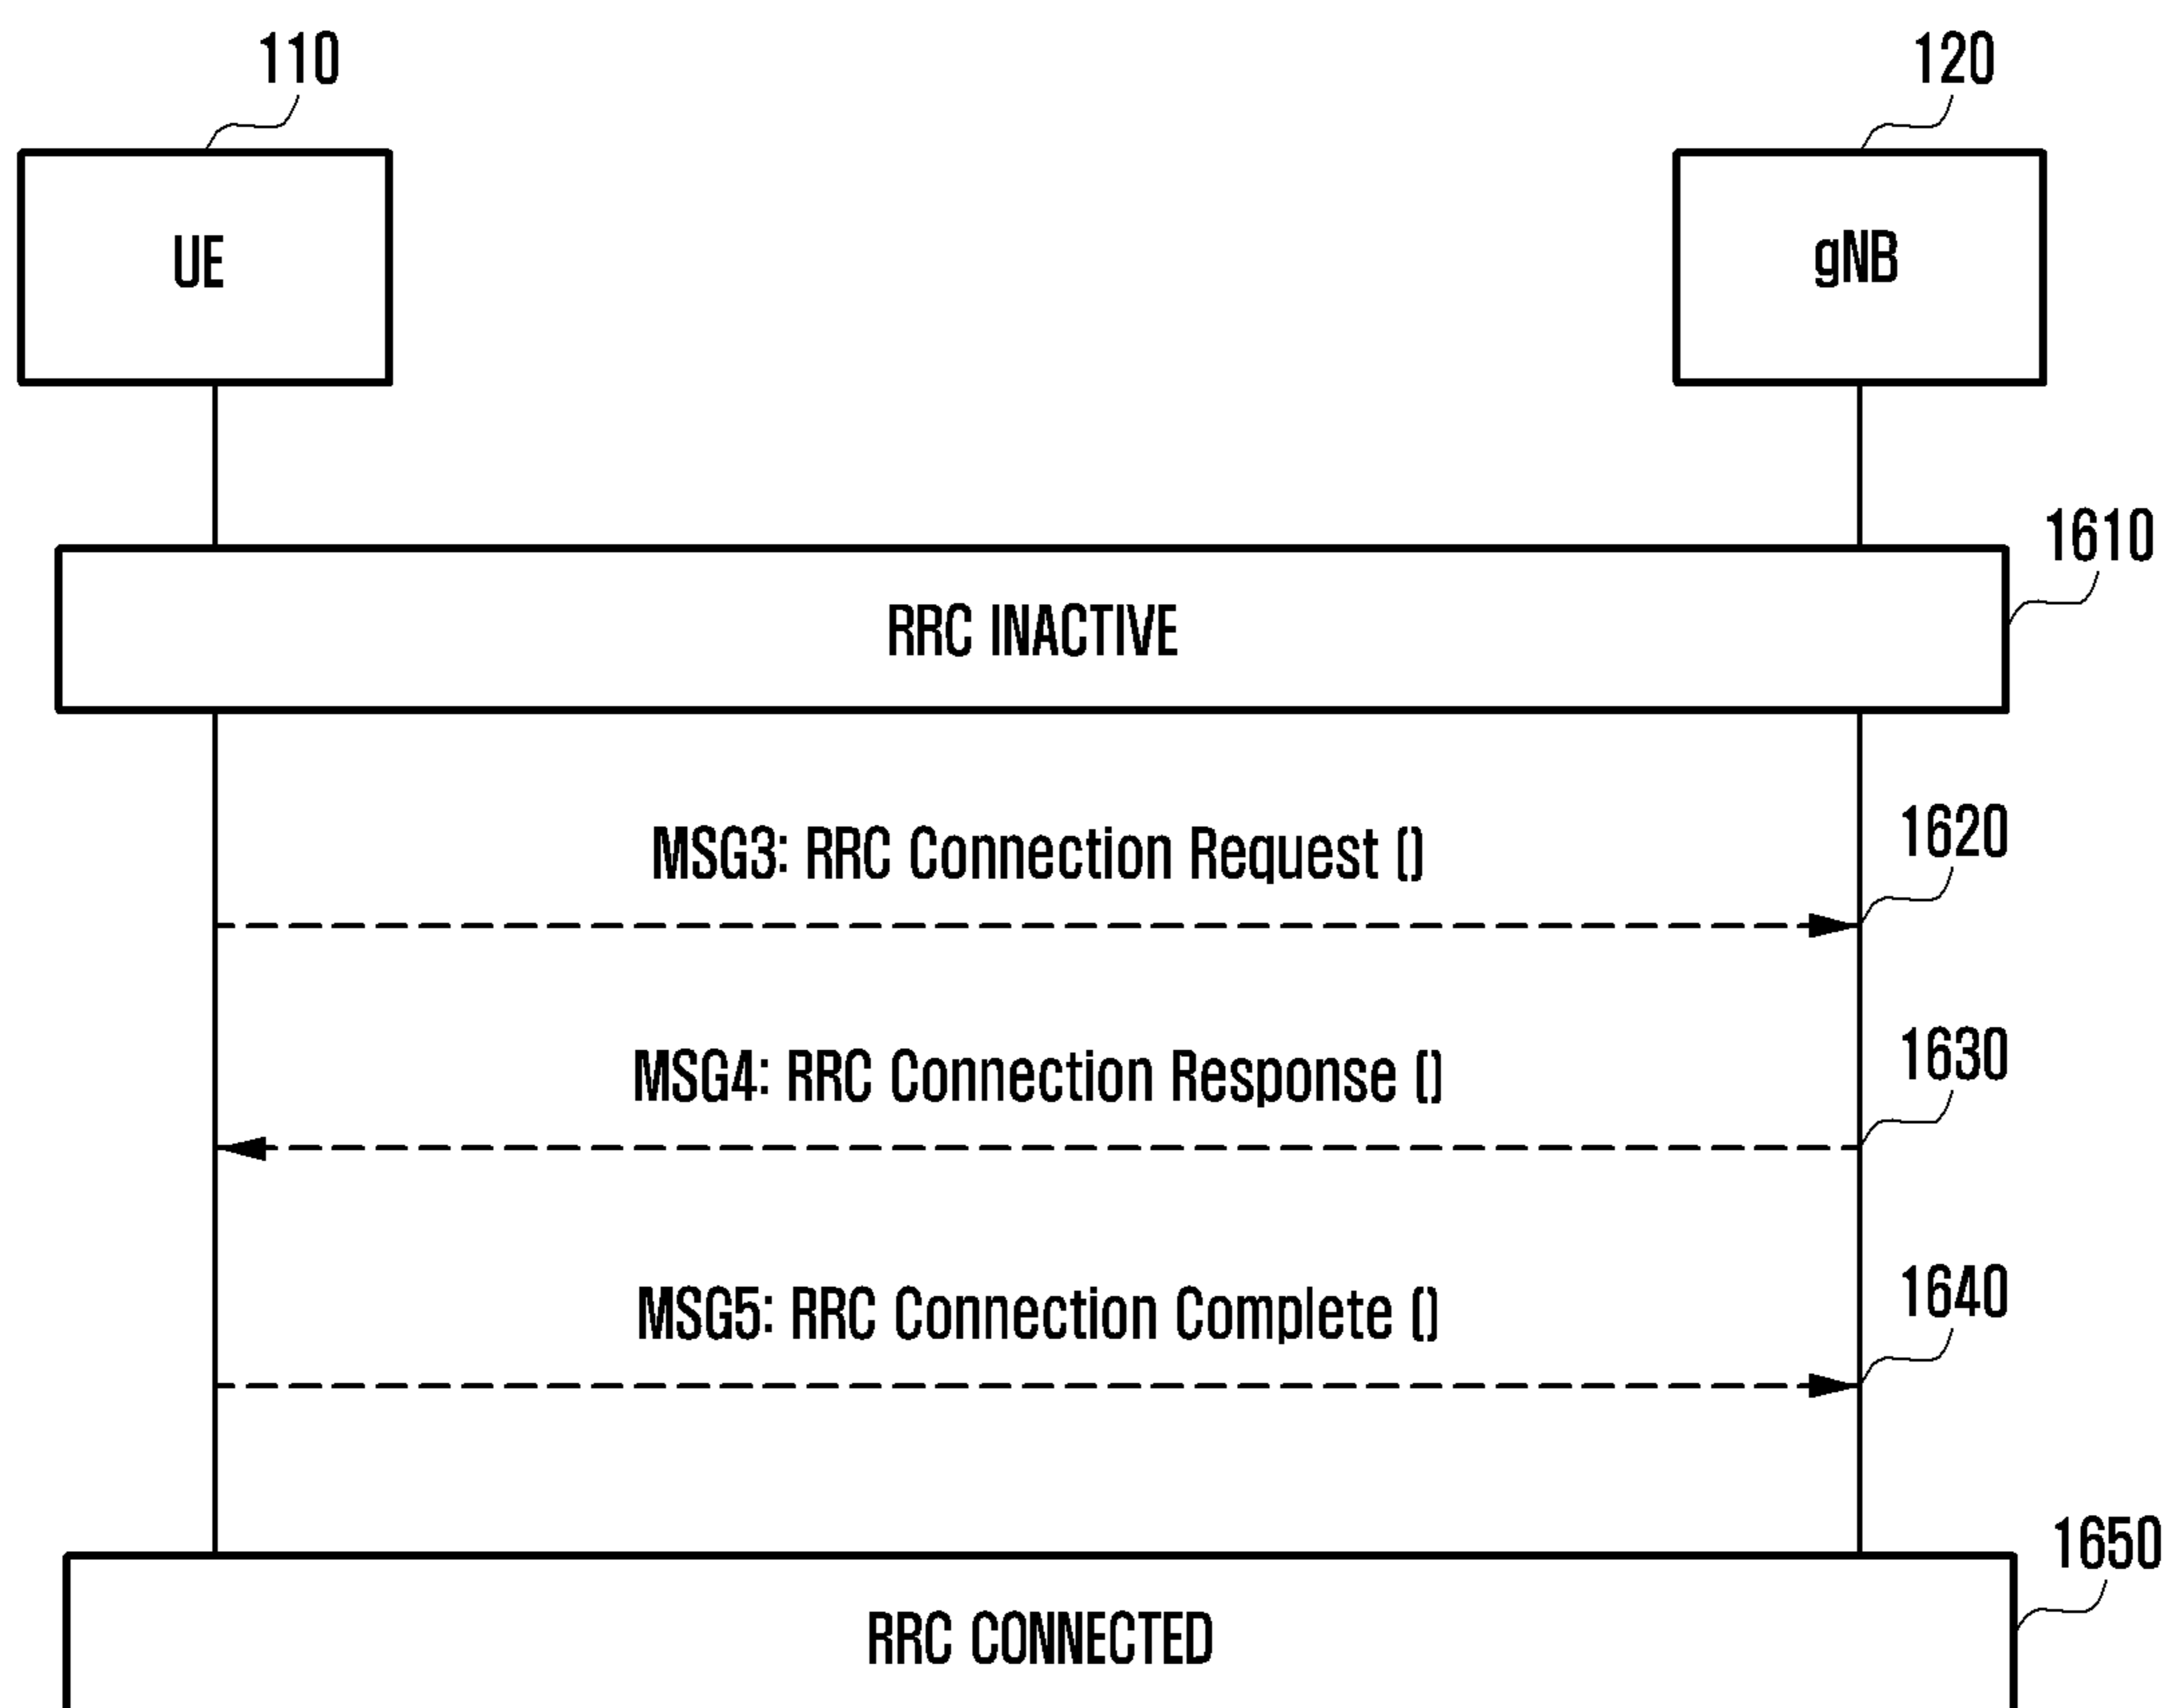 110
120
UE
gNB
1610
RRC INACTIVE
1620
MSG3: RRC Connection Request ()
1630
MSG4: RRC Connection Response ()
1640
MSG5: RRC Connection Complete ()
1650
RRC CONNECTED